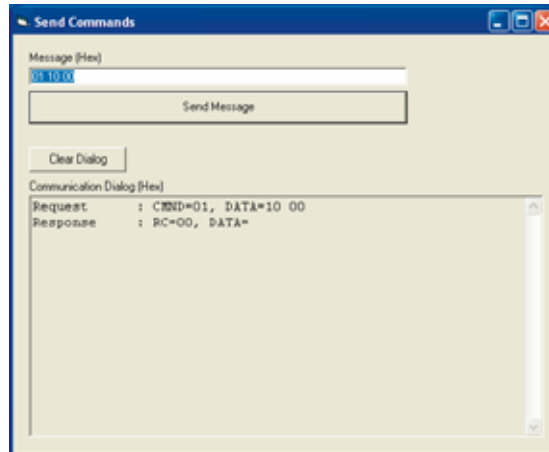 Send Commands
Message (Hex)
01 10 00
Send Message
Clear Dialog
Communication Dialog (Hex)
Request : CMND=01, DATA=10 00
Response : RC=00, DATA=